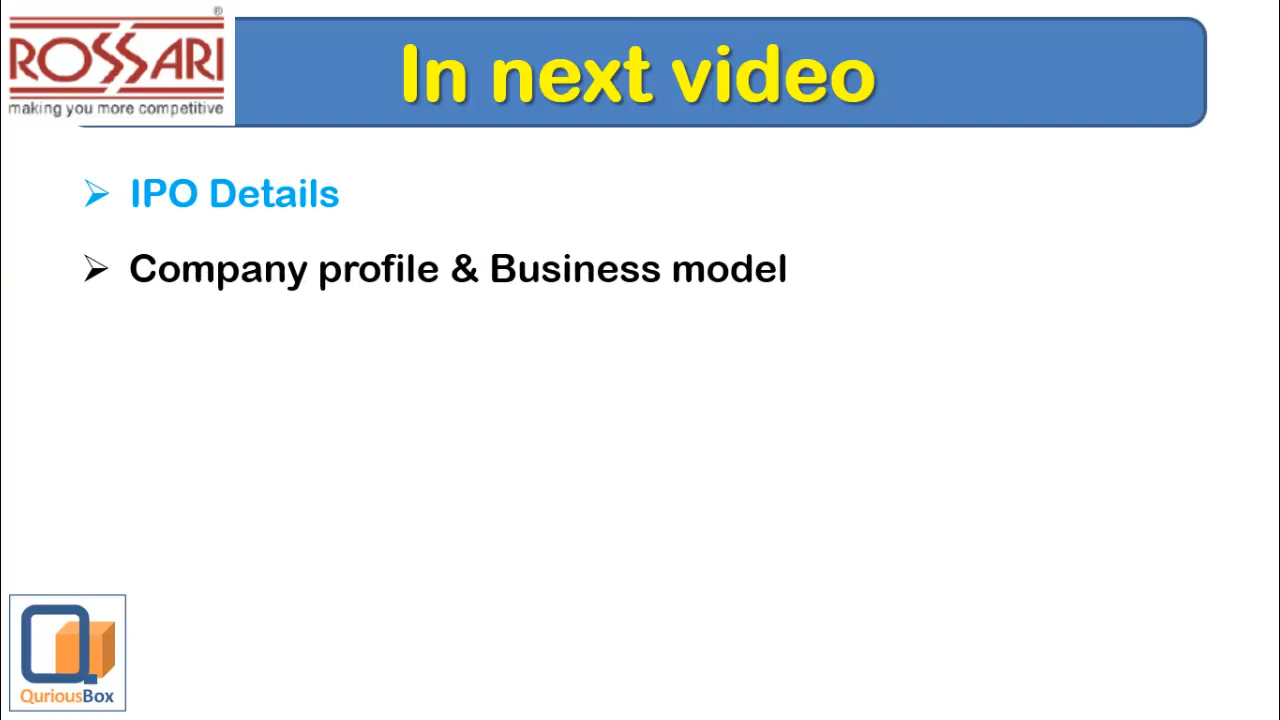 ROSSARI ®
making you more competitive
In next video
IPO Details
Company profile & Business model
QuriousBox